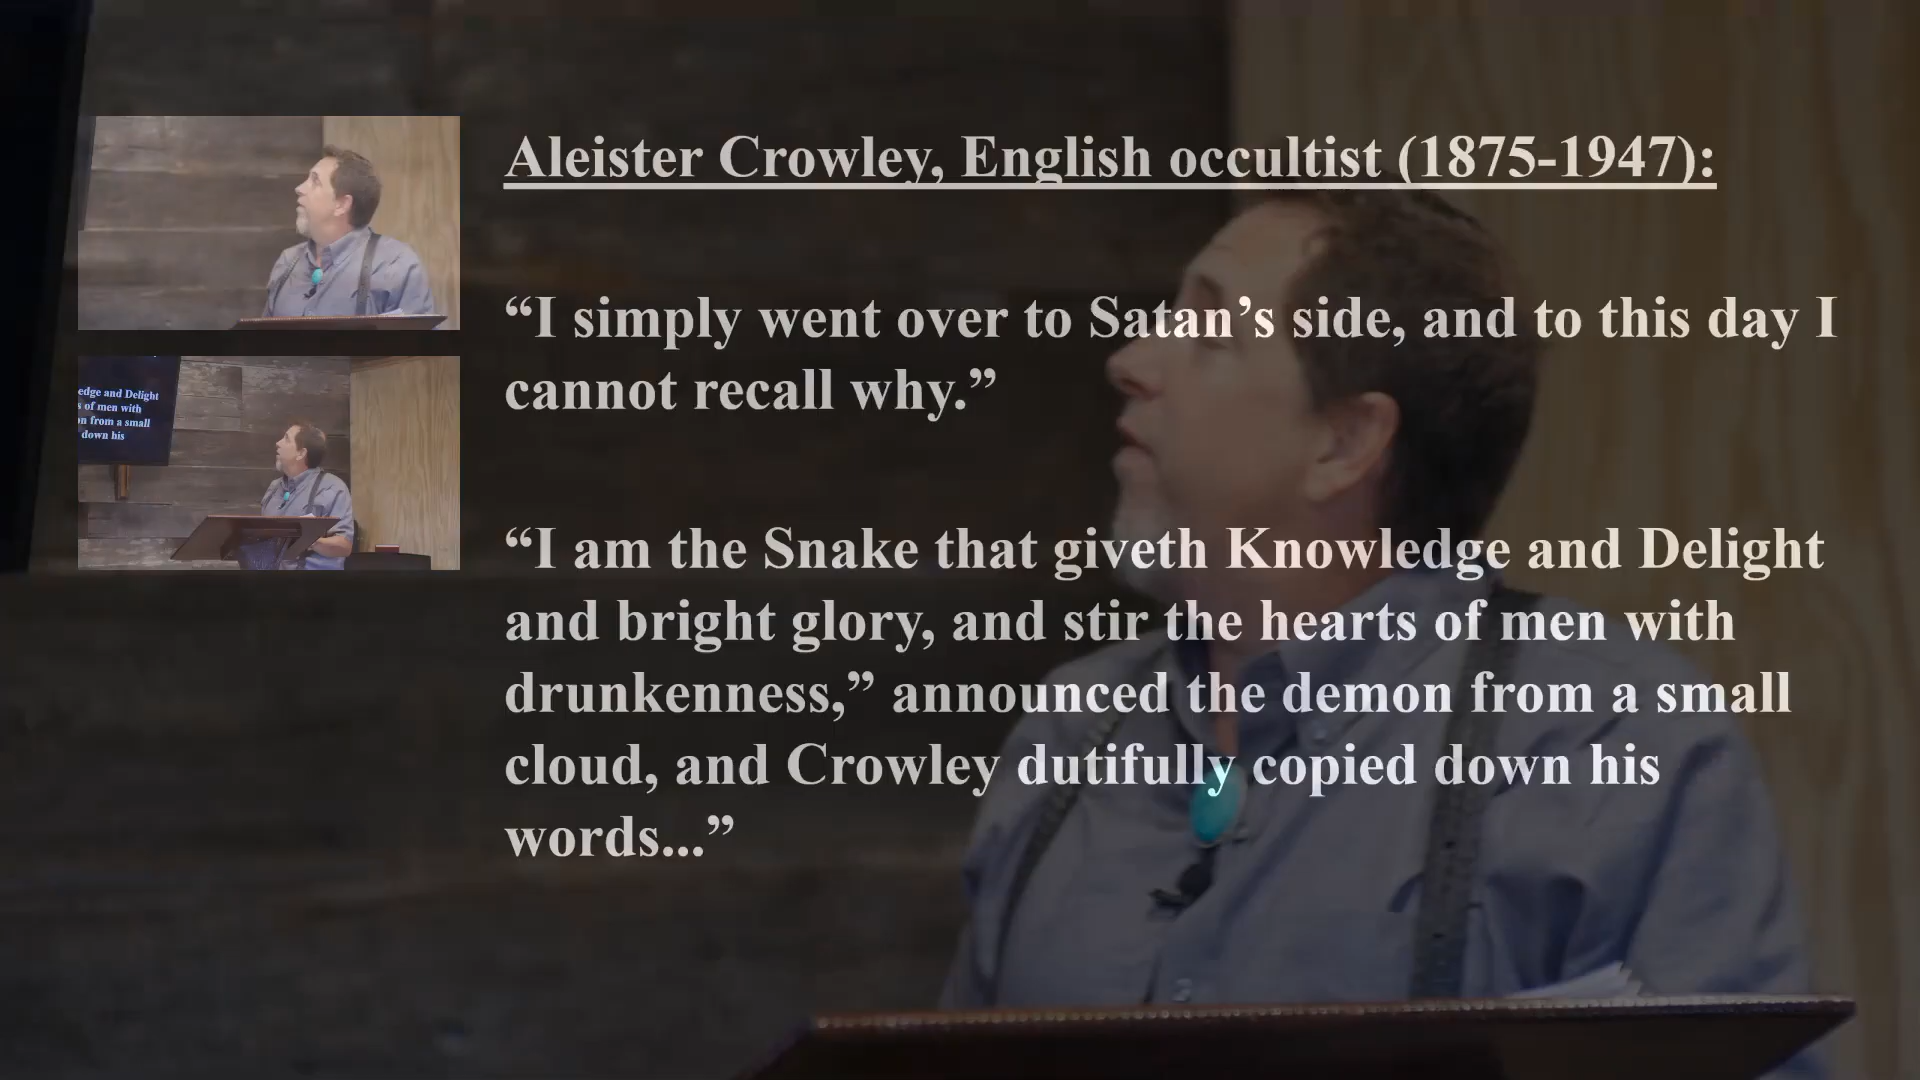 Aleister Crowley, English occultist (1875-1947):
“I simply went over to Satan’s side, and to this day I
cannot recall why.”
“I am the Snake that giveth Knowledge and Delight
and bright glory, and stir the hearts of men with
drunkenness,” announced the demon from a small
cloud, and Crowley dutifully copied down his
words...”
edge and Delight
s of men with
on from a small
down his